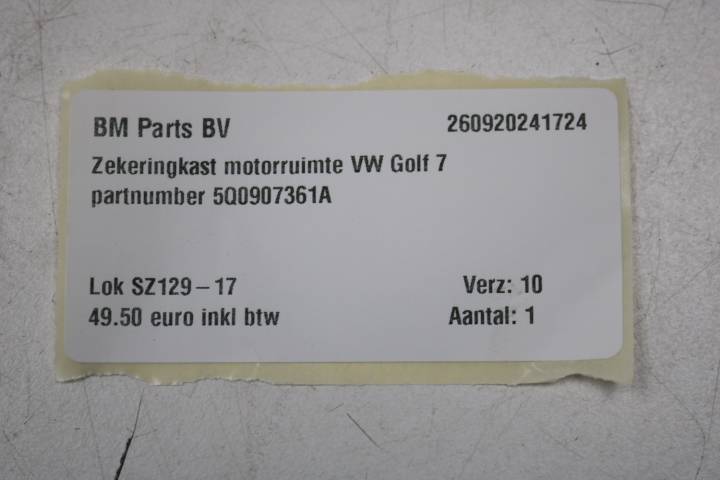 BM Parts BV 260920241724
Zekeringkast motorruimte VW Golf 7
partnumber 5Q0907361A
Lok SZ129-17 Verz: 10
49.50 euro inkl btw Aantal: 1